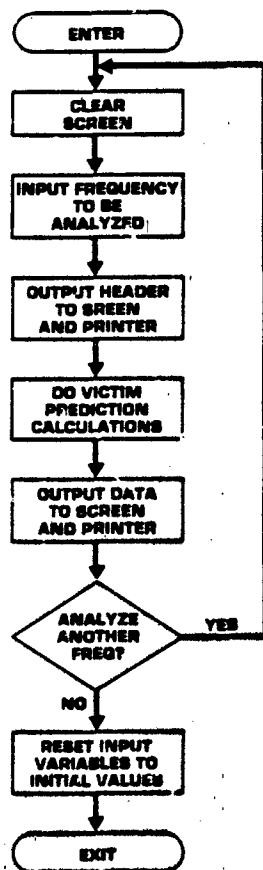 ENTER
CLEAR
SCREEN
INPUT FREQUENCY
TO BE
ANALYZED
OUTPUT HEADER
TO SREEN
AND PRINTER
DO VICTIM
PREDICTION
CALCULATIONS
OUTPUT DATA
TO SCREEN
AND PRINTER
ANALYZE
ANOTHER
FREQ?
YES
NO
RESET INPUT
VARIABLES TO
INITIAL VALUES
EXIT